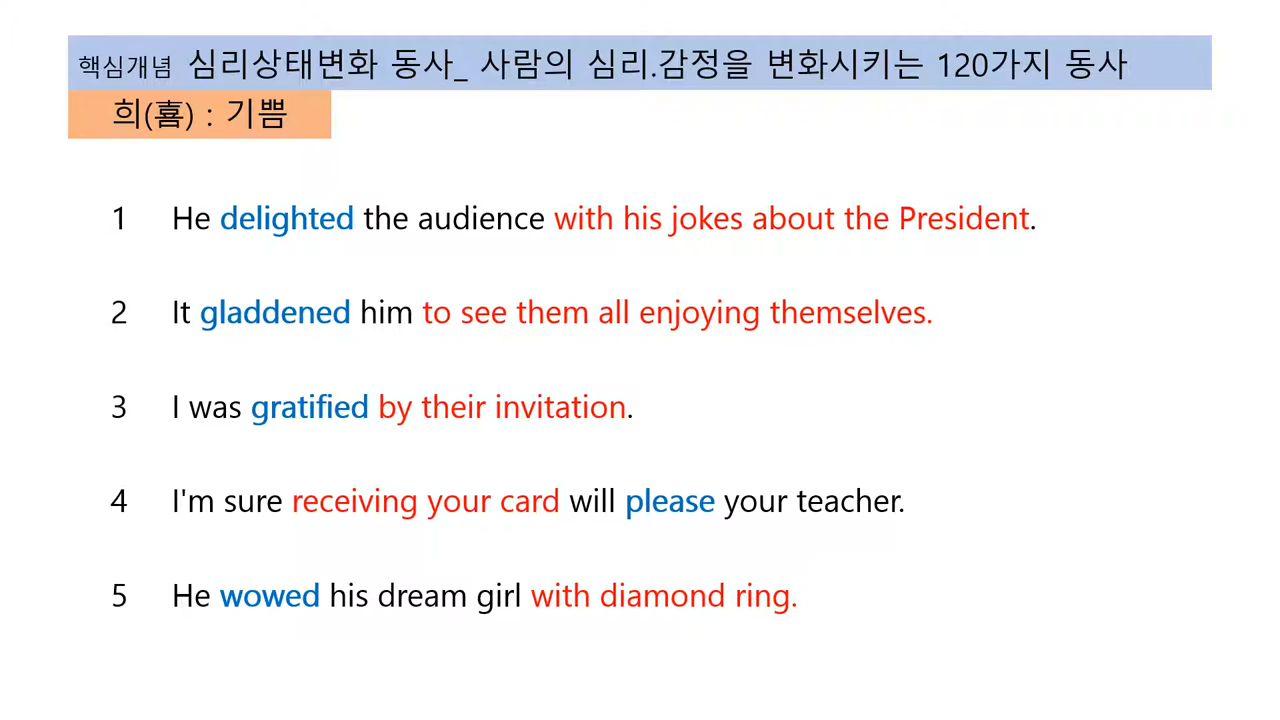 핵심개념 심리상태변화 동사_ 사람의 심리.감정을 변화시키는 120가지 동사
희(喜) : 기쁨
1 He delighted the audience with his jokes about the President.
2 It gladdened him to see them all enjoying themselves.
3 I was gratified by their invitation.
4 I'm sure receiving your card will please your teacher.
5 He wowed his dream girl with diamond ring.